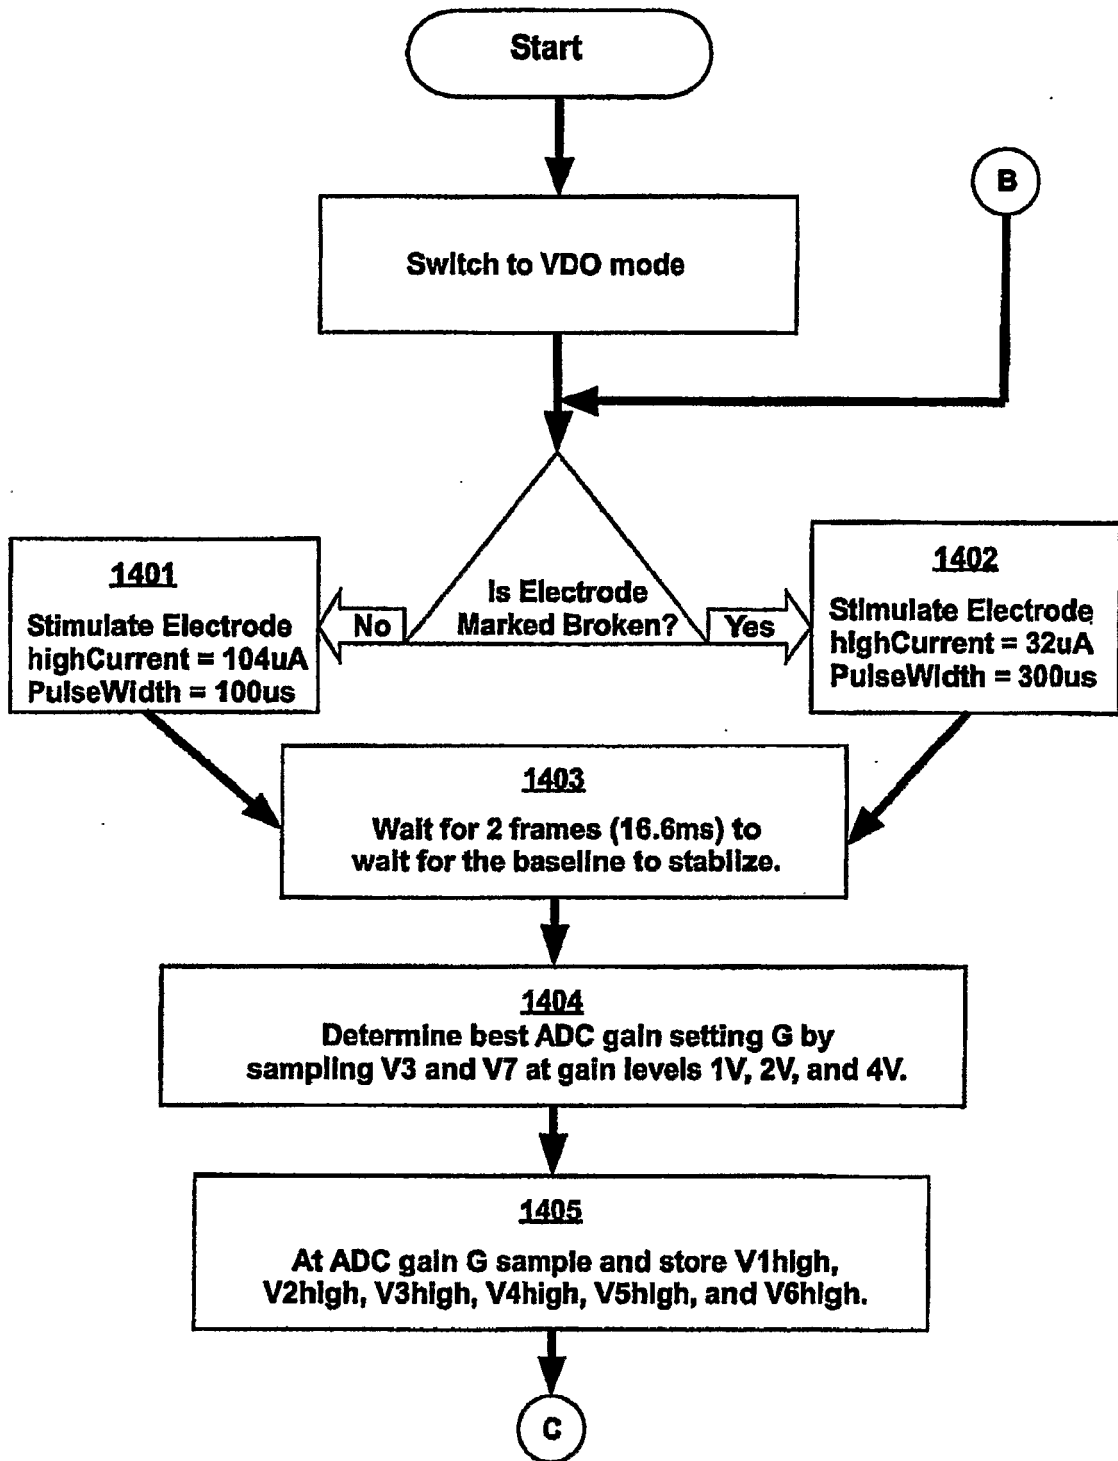 Start
B
Switch to VDO mode
1401
Stimulate Electrode
highCurrent = 104uA
PulseWidth = 100us
No
Is Electrode
Marked Broken?
Yes
1402
Stimulate Electrode
highCurrent = 32uA
PulseWidth = 300us
1403
Wait for 2 frames (16.6ms) to
wait for the baseline to stablize.
1404
Determine best ADC gain setting G by
sampling V3 and V7 at gain levels 1V, 2V, and 4V.
1405
At ADC gain G sample and store V1high,
V2high, V3high, V4high, V5high, and V6high.
C